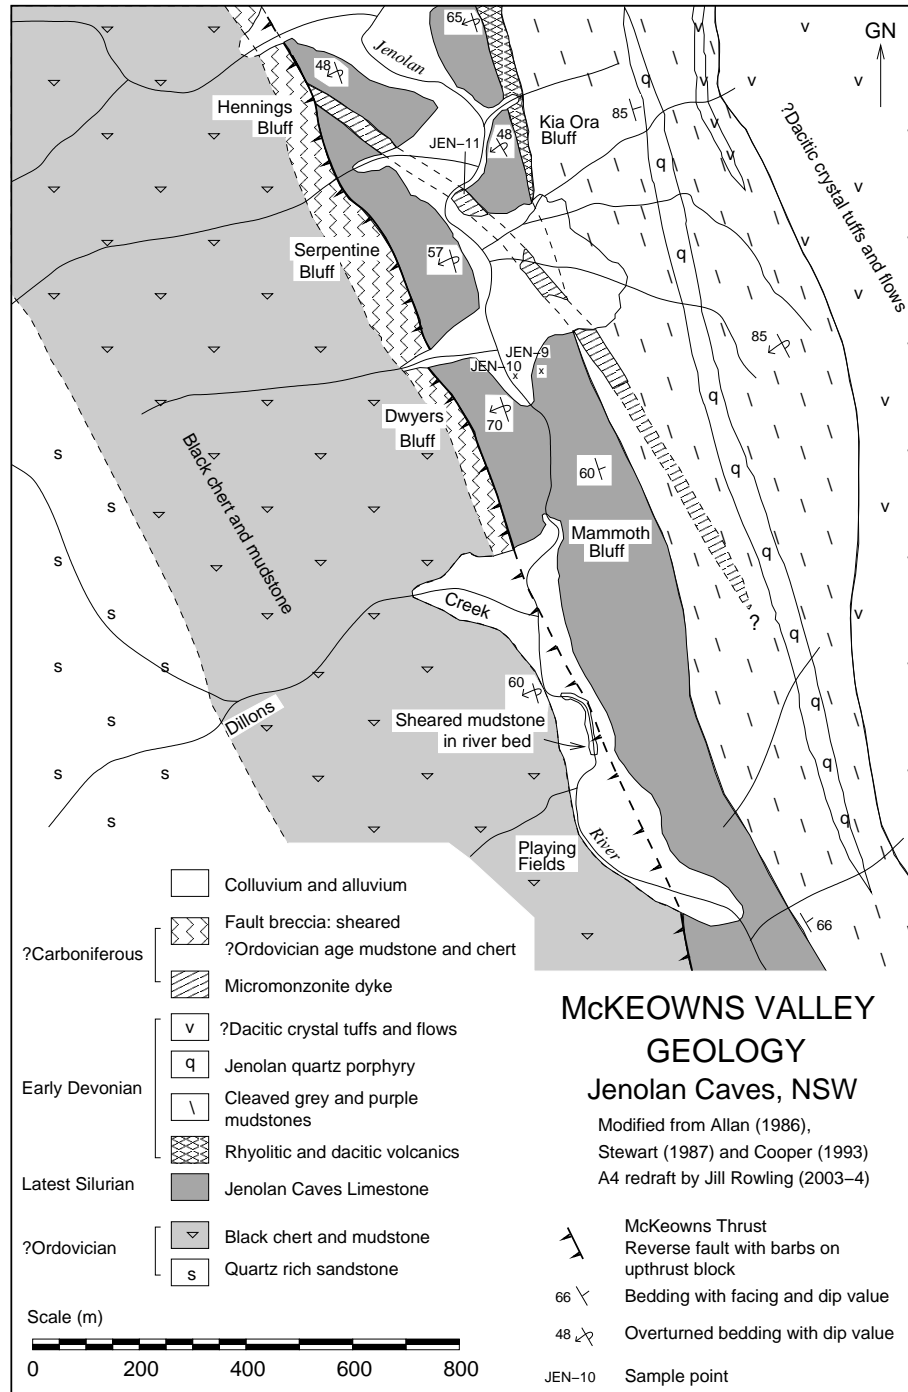 65
GN
Jenolan
48
Hennings
Bluff
85
Kia Ora
Bluff
JEN–11
48
?Dacitic crystal tuffs and flows
Serpentine
Bluff
57
85
JEN–9
JEN–10
x
x
Dwyers
Bluff
70
60
Black chert and mudstone
Mammoth
Bluff
Creek
?
60
Dillons
Sheared mudstone
in river bed
River
Playing
Fields
66
q
q
q
q
q
q
q
q
q
q
v
v
v
v
v
v
v
v
v
v
v
v
v
s
s
s
s
s
s
s
s
s
s
Colluvium and alluvium
?Carboniferous
Fault breccia: sheared
?Ordovician age mudstone and chert
Micromonzonite dyke
Early Devonian
v ?Dacitic crystal tuffs and flows
q Jenolan quartz porphyry
\ Cleaved grey and purple
mudstones
Rhyolitic and dacitic volcanics
Latest Silurian
Jenolan Caves Limestone
?Ordovician
Black chert and mudstone
s Quartz rich sandstone
Scale (m)
0 200 400 600 800
McKEOWNS VALLEY
GEOLOGY
Jenolan Caves, NSW
Modified from Allan (1986),
Stewart (1987) and Cooper (1993)
A4 redraft by Jill Rowling (2003–4)
McKeowns Thrust
Reverse fault with barbs on
upthrust block
66 Bedding with facing and dip value
48 Overturned bedding with dip value
JEN–10 Sample point